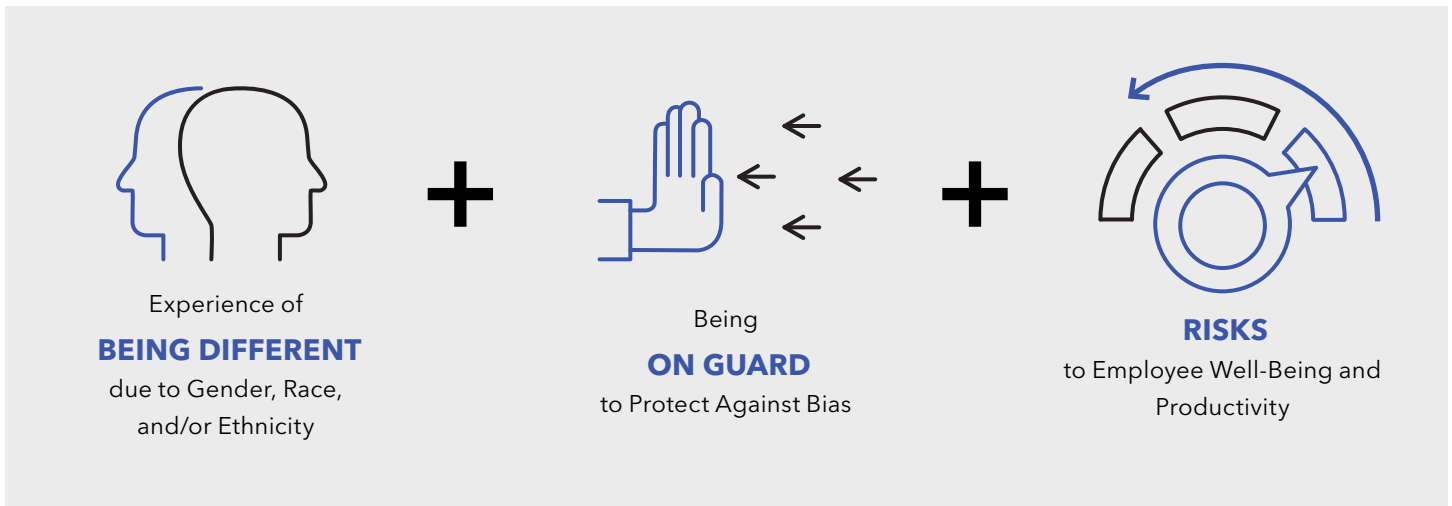 Experience of
BEING DIFFERENT
due to Gender, Race,
and/or Ethnicity
+
Being
ON GUARD
to Protect Against Bias
+
RISKS
to Employee Well-Being and
Productivity